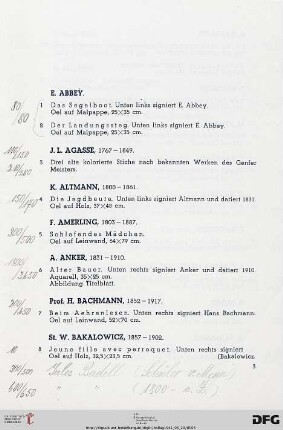 E. ABBEY.
80/80
1 Das Segelboot. Unten links signiert E. Abbey.
Oel auf Malpappe, 25×35 cm.
2 Der Landungssteg. Unten links signiert E. Abbey.
Oel auf Malpappe, 25×35 cm.
J. L. AGASSE, 1767–1849.
3 Drei alte kolorierte Stiche nach bekannten Werken des Genfer
Meisters.
K. ALTMANN, 1800–1861.
4 Die Jagdbeute. Unten links signiert Altmann und datiert 1831
Oel auf Holz, 37×48 cm.
F. AMERLING, 1803–1887.
5 Schlafendes Mädchen.
Oel auf Leinwand, 64×79 cm.
A. ANKER, 1831–1910.
6 Alter Bauer. Unten rechts signiert Anker und datiert 1910.
Aquarell, 35×25 cm.
Abbildung Titelblatt.
Prof. H. BACHMANN, 1852–1917.
7 Beim Aehrenlesen. Unten rechts signiert Hans Bachmann.
Oel auf Leinwand, 52×70 cm.
St. W. BAKALOWICZ, 1857–1902.
8 Jeune fille avec perroquet. Unten rechts signiert
Oel auf Holz, 12,5×21,5 cm. (Bakalowicz.
3
DFG